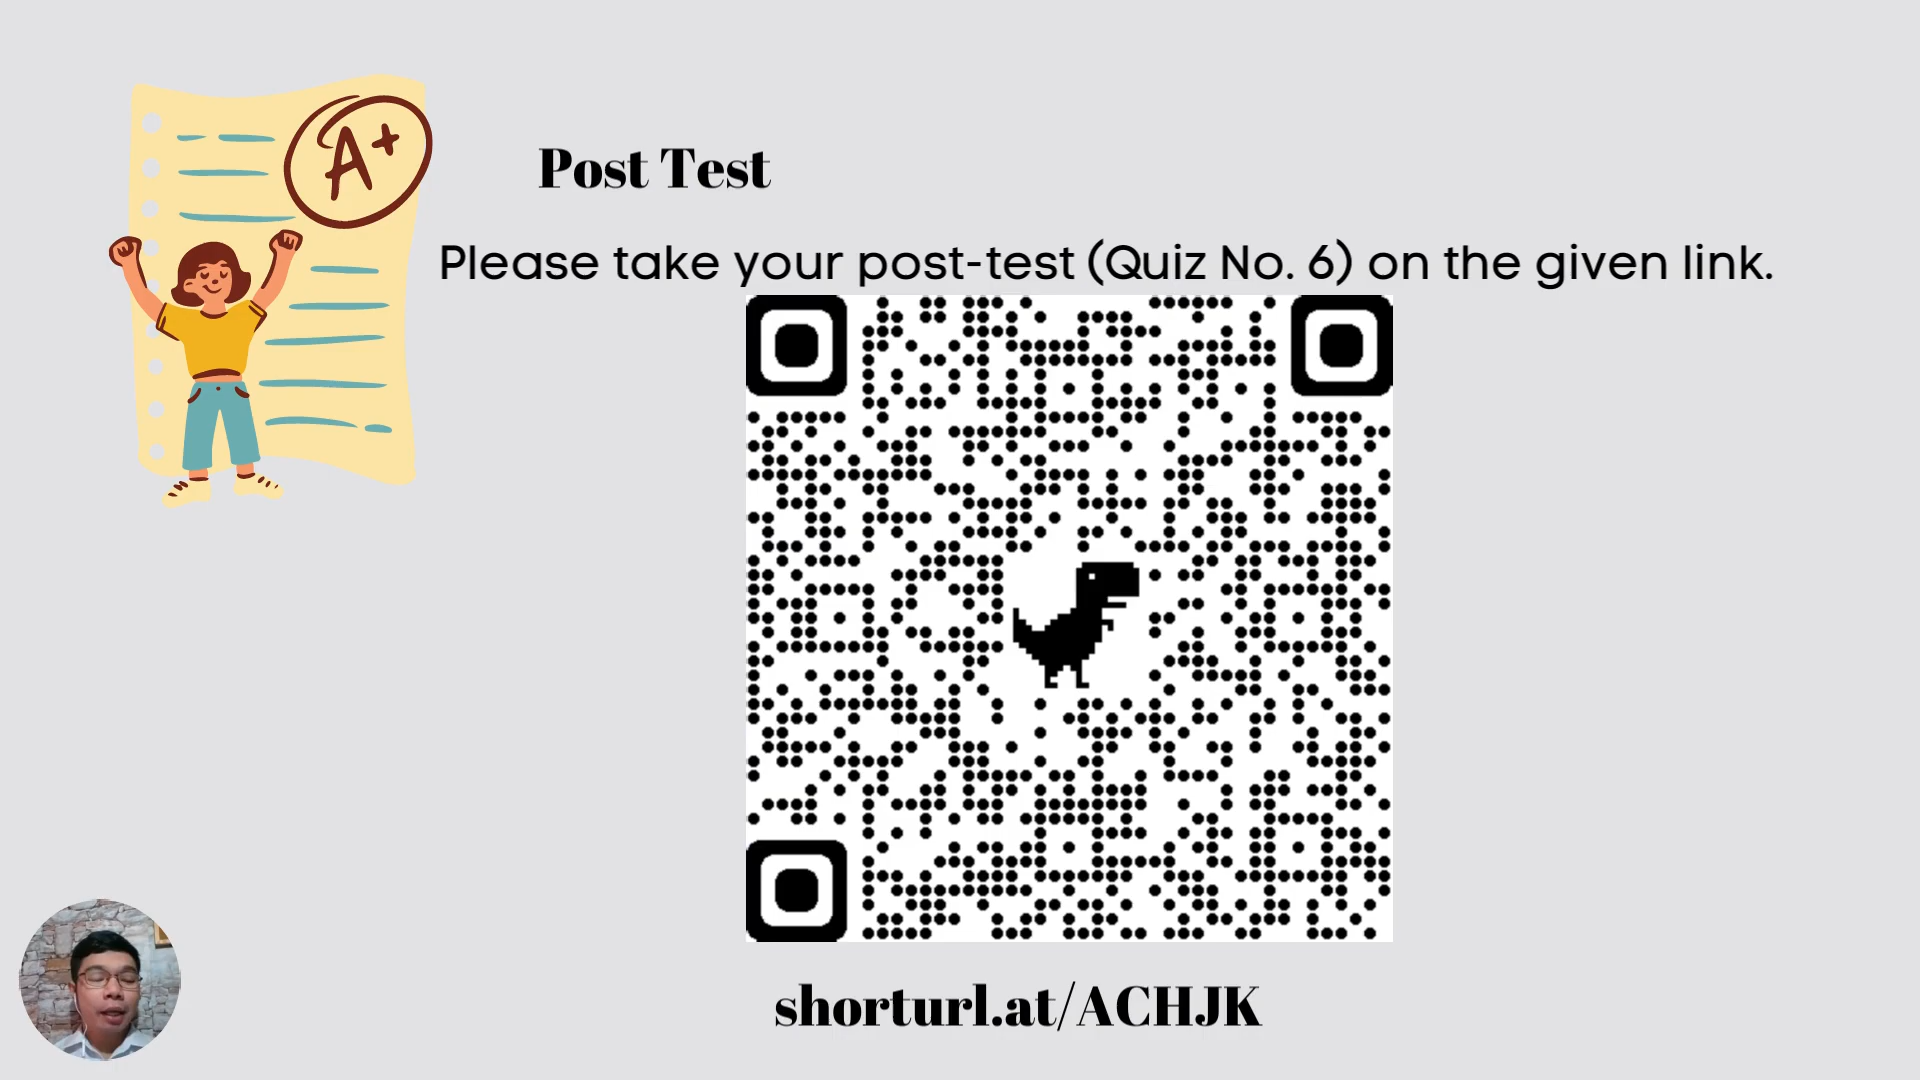 A+
Post Test
Please take your post-test (Quiz No. 6) on the given link.
shorturl.at/ACHJK